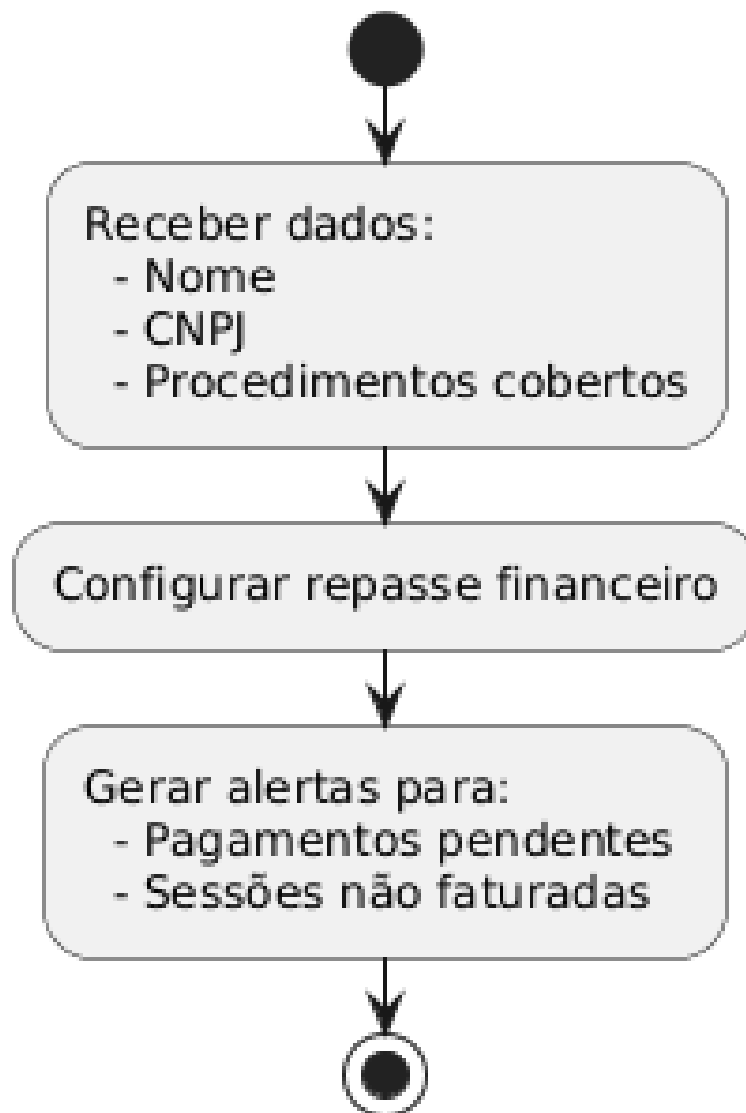 Receber dados:
- Nome
- CNPJ
- Procedimentos cobertos
Configurar repasse financeiro
Gerar alertas para:
- Pagamentos pendentes
- Sessões não faturadas